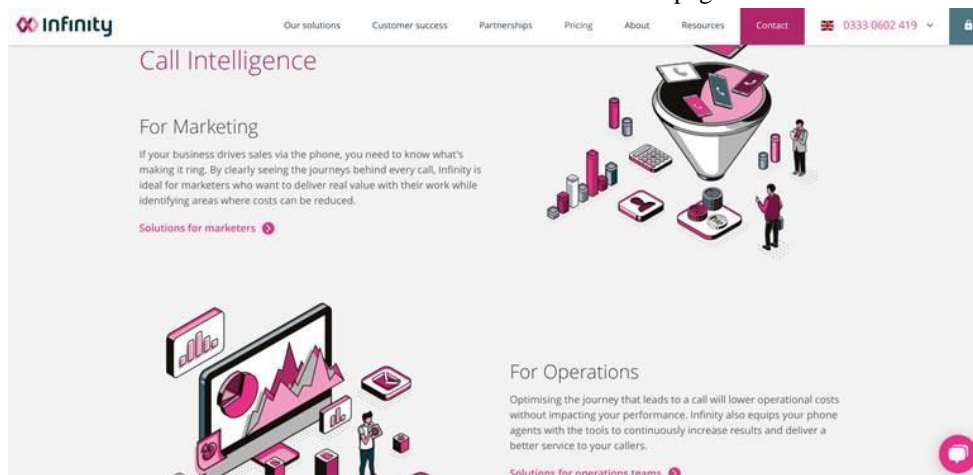 infinity
Our solutions Customer success Partnerships Pricing About Resources Contact 0333 0602 419
Call Intelligence
For Marketing
If your business drives sales via the phone, you need to know what's
making it ring. By clearly seeing the journeys behind every call, Infinity is
ideal for marketers who want to deliver real value with their work while
identifying areas where costs can be reduced.
Solutions for marketers
For Operations
Optimising the journey that leads to a call will lower operational costs
without impacting your performance. Infinity also equips your phone
agents with the tools to continuously increase results and deliver a
better service to your callers.
Solutions for operations teams